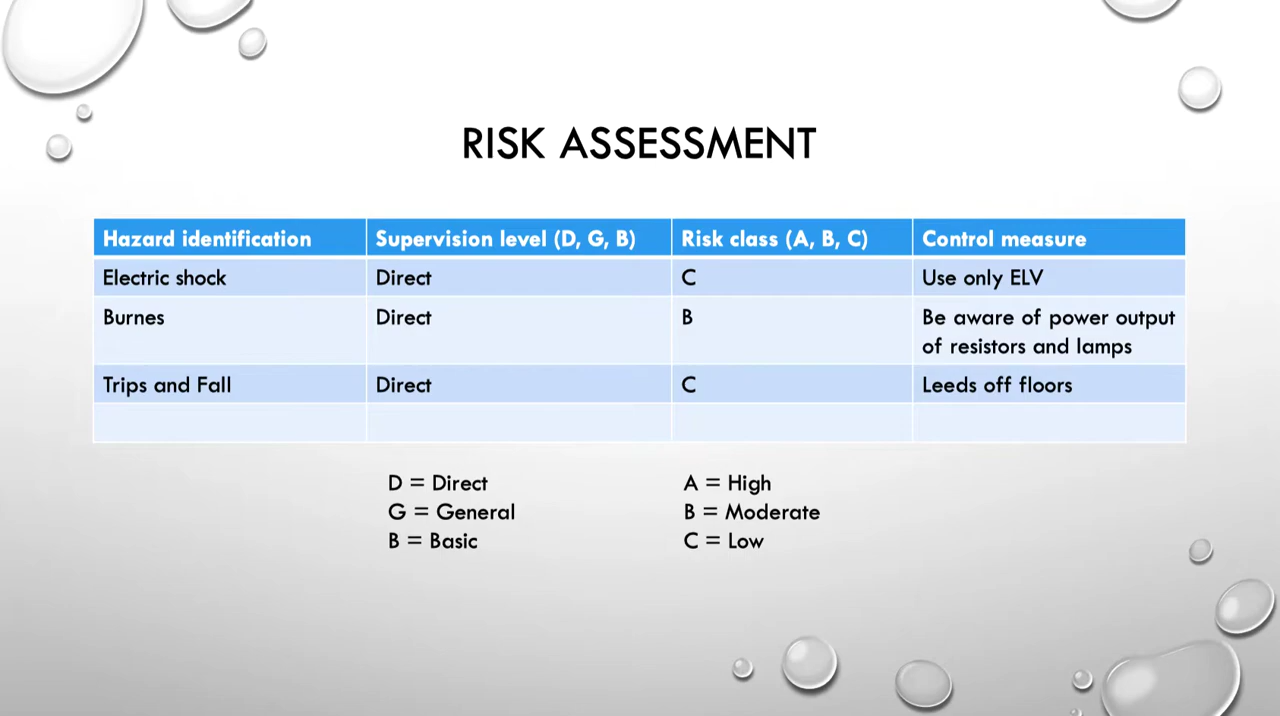 RISK ASSESSMENT
Hazard identification Supervision level (D, G, B) Risk class (A, B, C) Control measure
Electric shock Direct C Use only ELV
Burnes Direct B Be aware of power output
of resistors and lamps
Trips and Fall Direct C Leeds off floors
D = Direct A = High
G = General B = Moderate
B = Basic C = Low